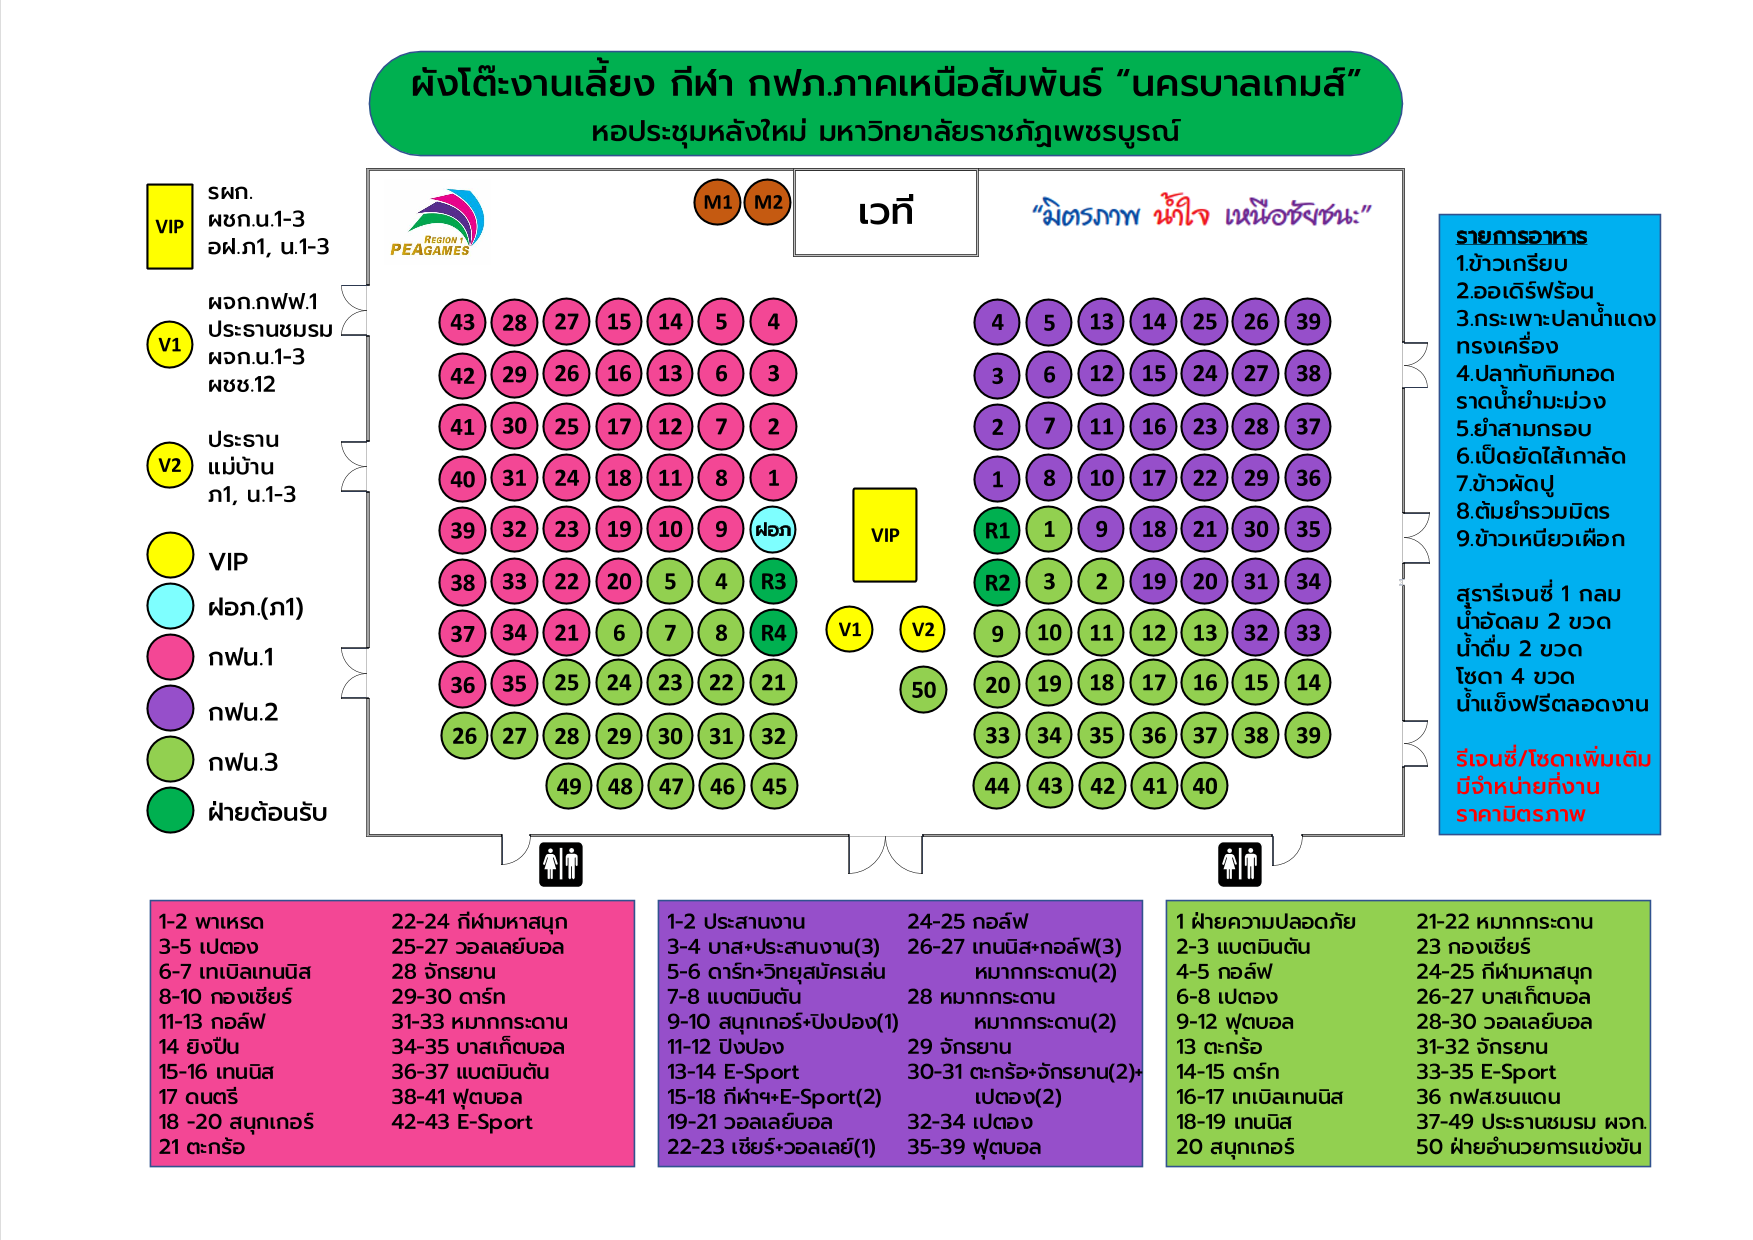 ผังโต๊ะงานเลี้ยง กีฬา กฟภ.ภาคเหนือสัมพันธ์ “นครบาลเกมส์”
หอประชุมหลังใหม่ มหาวิทยาลัยราชภัฏเพชรบูรณ์
VIP
รผก.
ผชก.น.1-3
อฝ.ภ1, น.1-3
V1
ผจก.กฟฟ.1
ประธานชมรม
ผจก.น.1-3
ผชช.12
V2
ประธาน
แม่บ้าน
ภ1, น.1-3
VIP
ฝอภ.(ภ1)
กฟน.1
กฟน.2
กฟน.3
ฝ่ายต้อนรับ
REGION 1
PEAGAMES
M1 M2
เวที
“มิตรภาพ น้ำใจ เหนือชัยชนะ”
43 28 27 15 14 5 4
42 29 26 16 13 6 3
41 30 25 17 12 7 2
40 31 24 18 11 8 1
39 32 23 19 10 9 ฝอภ
38 33 22 20 5 4 R3
37 34 21 6 7 8 R4
36 35 25 24 23 22 21
26 27 28 29 30 31 32
49 48 47 46 45
VIP
V1 V2
50
4 5 13 14 25 26 39
3 6 12 15 24 27 38
2 7 11 16 23 28 37
1 8 10 17 22 29 36
R1 1 9 18 21 30 35
R2 3 2 19 20 31 34
9 10 11 12 13 32 33
20 19 18 17 16 15 14
33 34 35 36 37 38 39
44 43 42 41 40
รายการอาหาร
1.ข้าวเกรียบ
2.ออเดิร์ฟร้อน
3.กระเพาะปลาน้ำแดง
ทรงเครื่อง
4.ปลาทับทิมทอด
ราดน้ำยำมะม่วง
5.ยำสามกรอบ
6.เป็ดยัดไส้เกาลัด
7.ข้าวผัดปู
8.ต้มยำรวมมิตร
9.ข้าวเหนียวเผือก
สุรารีเจนซี่ 1 กลม
น้ำอัดลม 2 ขวด
น้ำดื่ม 2 ขวด
โซดา 4 ขวด
น้ำแข็งฟรีตลอดงาน
รีเจนซี่/โซดาเพิ่มเติม
มีจำหน่ายที่งาน
ราคามิตรภาพ
1-2 พาเหรด
3-5 เปตอง
6-7 เทเบิลเทนนิส
8-10 กองเชียร์
11-13 กอล์ฟ
14 ยิงปืน
15-16 เทนนิส
17 ดนตรี
18 -20 สนุกเกอร์
21 ตะกร้อ
22-24 กีฬามหาสนุก
25-27 วอลเลย์บอล
28 จักรยาน
29-30 ดาร์ท
31-33 หมากกระดาน
34-35 บาสเก็ตบอล
36-37 แบตมินตัน
38-41 ฟุตบอล
42-43 E-Sport
1-2 ประสานงาน
3-4 บาส+ประสานงาน(3)
5-6 ดาร์ท+วิทยุสมัครเล่น
7-8 แบตมินตัน
9-10 สนุกเกอร์+ปิงปอง(1)
11-12 ปิงปอง
13-14 E-Sport
15-18 กีฬาฯ+E-Sport(2)
19-21 วอลเลย์บอล
22-23 เชียร์+วอลเลย์(1)
24-25 กอล์ฟ
26-27 เทนนิส+กอล์ฟ(3)
หมากกระดาน(2)
28 หมากกระดาน
หมากกระดาน(2)
29 จักรยาน
30-31 ตะกร้อ+จักรยาน(2)+
เปตอง(2)
32-34 เปตอง
35-39 ฟุตบอล
1 ฝ่ายความปลอดภัย
2-3 แบตมินตัน
4-5 กอล์ฟ
6-8 เปตอง
9-12 ฟุตบอล
13 ตะกร้อ
14-15 ดาร์ท
16-17 เทเบิลเทนนิส
18-19 เทนนิส
20 สนุกเกอร์
21-22 หมากกระดาน
23 กองเชียร์
24-25 กีฬามหาสนุก
26-27 บาสเก็ตบอล
28-30 วอลเลย์บอล
31-32 จักรยาน
33-35 E-Sport
36 กฟส.ชนแดน
37-49 ประธานชมรม ผจก.
50 ฝ่ายอำนวยการแข่งขัน